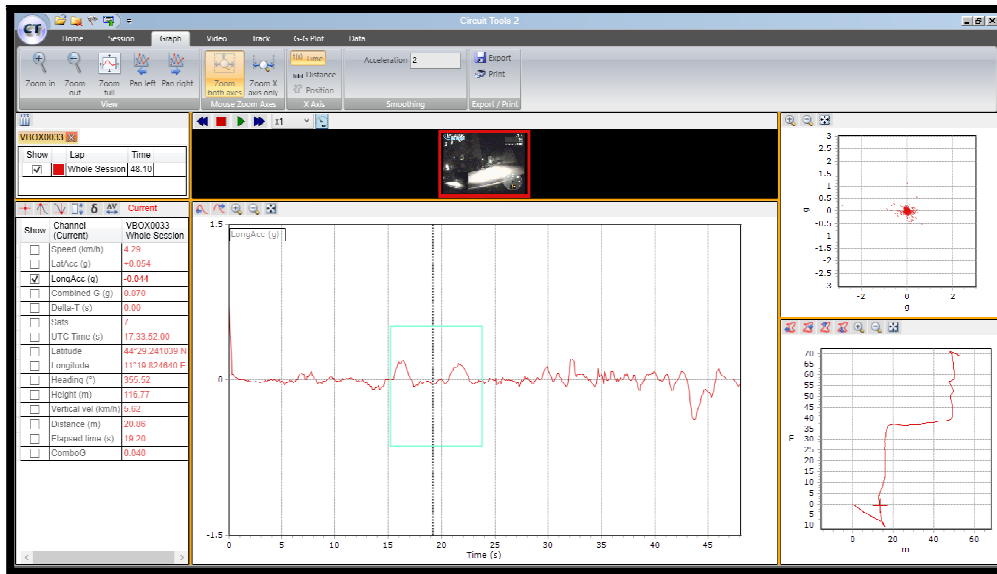 Circuit Tools 2
CT
Home Session Graph Video Track G-G Plot Data
Zoom in Zoom out Zoom full Pan left Pan right
View
Zoom both axes Zoom X axis only
Mouse Zoom Axes
Time
Distance
Position
X Axis
Acceleration 2
Smoothing
Export
Print
Export / Print
VBOX0033
Show Lap Time
Whole Session 48.10
x1
Current
Show Channel (Current) VBOX0033 Whole Session
Speed (km/h) 4.29
LatAcc (g) +0.054
LongAcc (g) -0.044
Combined G (g) 0.070
Delta-T (s) 0.00
Sats 7
UTC Time (s) 17:33:52.00
Latitude 44°29.241039 N
Longitude 11°19.824640 E
Heading (°) 355.52
Height (m) 116.77
Vertical vel (km/h) 5.62
Distance (m) 20.86
Elapsed time (s) 19.20
ComboG 0.040
LongAcc (g)
1.5
0
-1.5
0 5 10 15 20 25 30 35 40 45
Time (s)
3
2.5
2
1.5
1
0.5
0
-0.5
-1
-1.5
-2
-2.5
3
g
-2 0 2
g
70
65
60
55
50
45
40
35
30
25
20
15
10
5
0
5
10
m
0 20 40 60
m